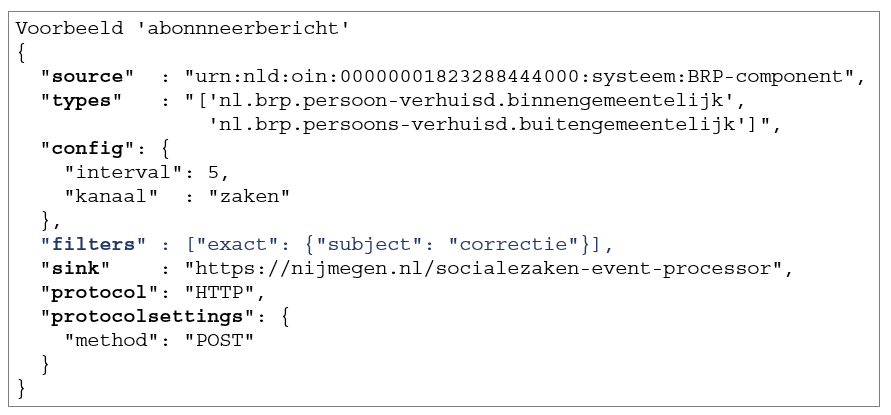 Voorbeeld 'abonnneerbericht'
{
  "source"  : "urn:nld:oin:00000001823288444000:systeem:BRP-component",
  "types"   : "['nl.brp.persoon-verhuisd.binnengemeentelijk',
                'nl.brp.persoons-verhuisd.buitengemeentelijk']",
  "config": {
    "interval": 5,
    "kanaal"  : "zaken"
  },
  "filters" : ["exact": {"subject": "correctie"}],
  "sink"    : "https://nijmegen.nl/socialezaken-event-processor",
  "protocol": "HTTP",
  "protocolsettings": {
    "method": "POST"
  }
}